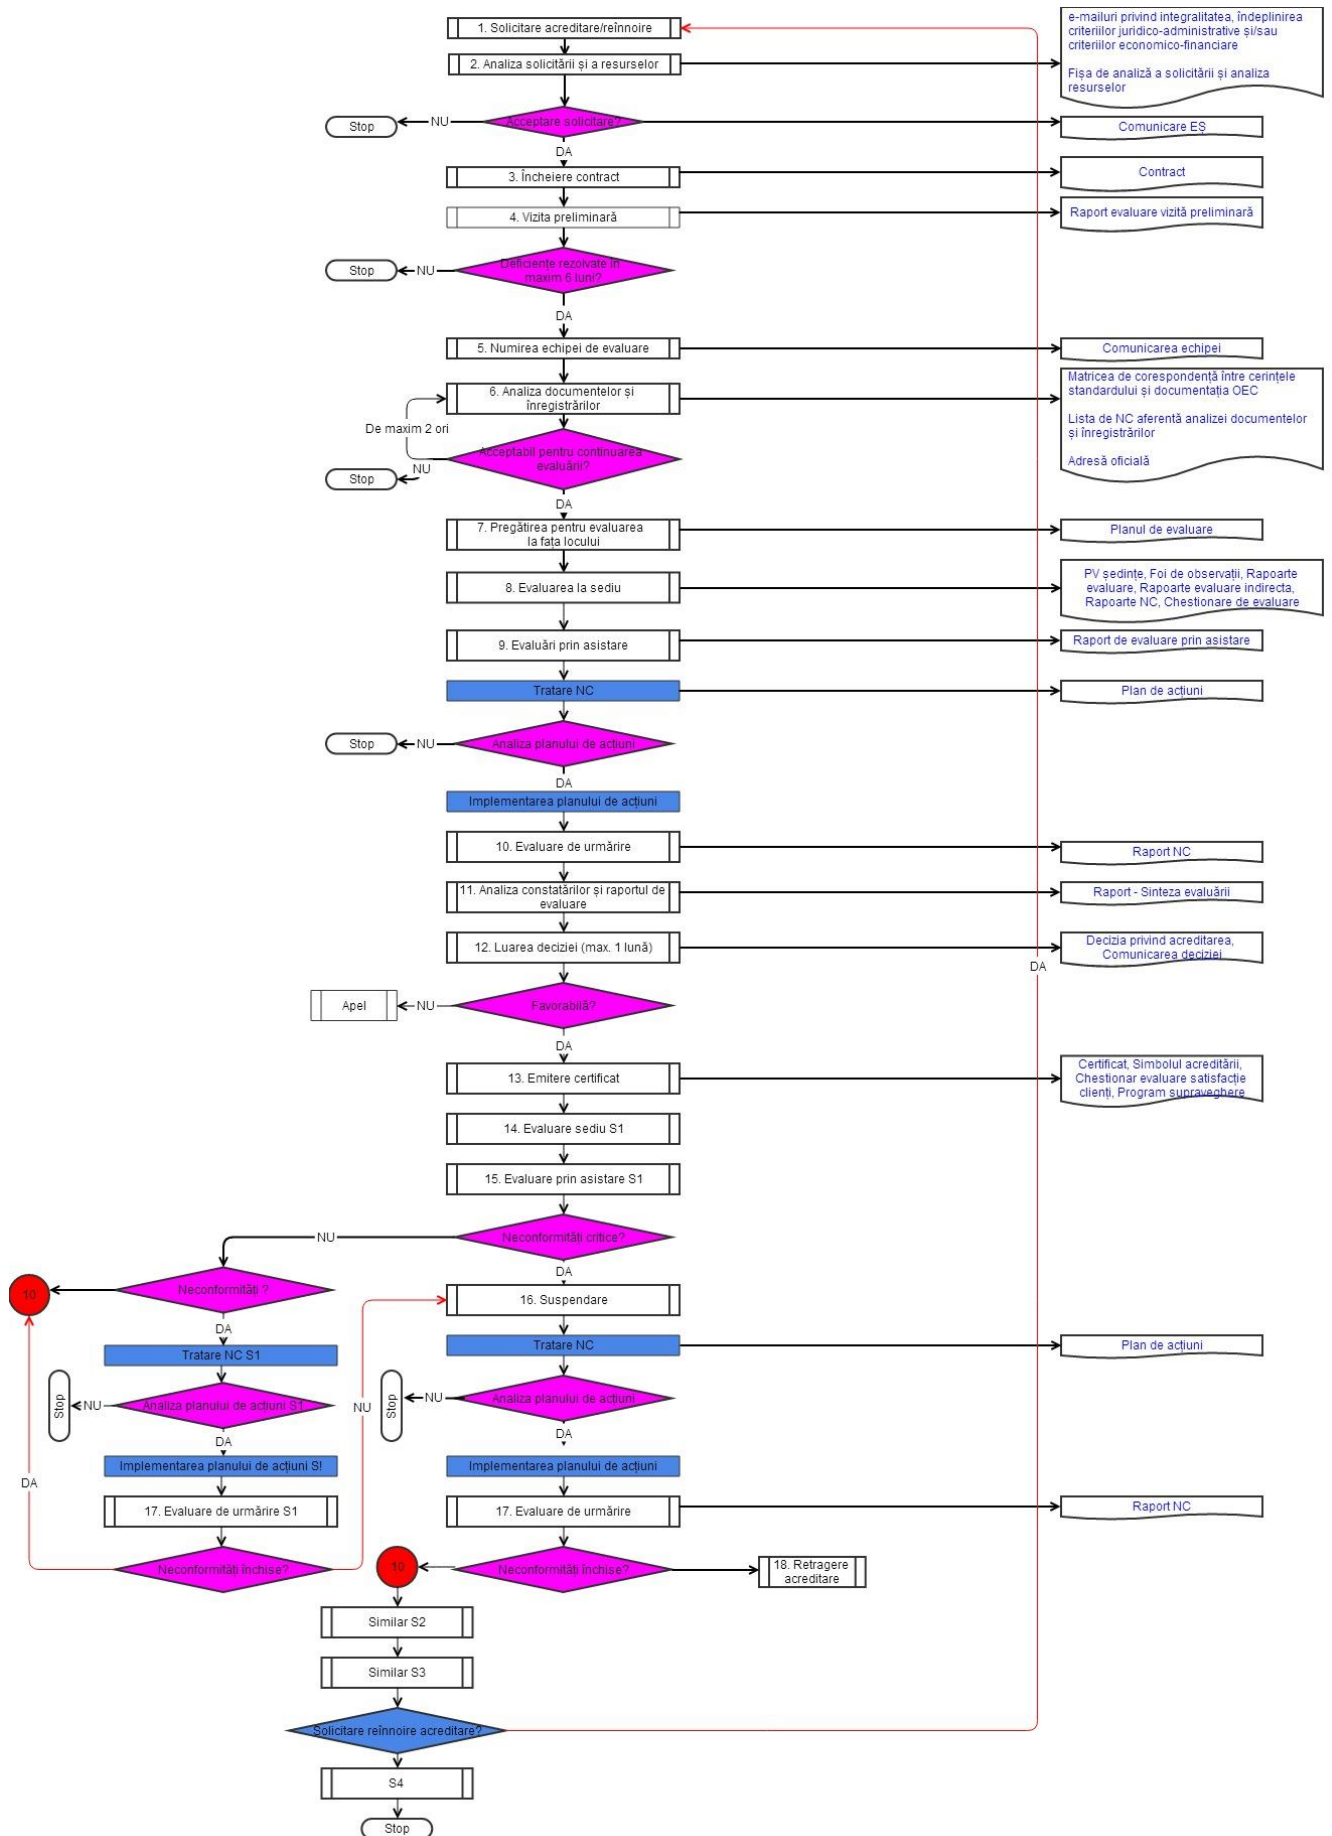 e-mailuri privind integralitatea, îndeplinirea
criteriilor juridico-administrative și/sau
criteriilor economico-financiare
Fișa de analiză a solicitării și analiza
resurselor
1. Solicitare acreditare/reînnoire
2. Analiza solicitării și a resurselor
Stop
NU
Acceptare solicitare?
Comunicare EȘ
DA
3. Încheiere contract
Contract
4. Vizita preliminară
Raport evaluare vizită preliminară
Stop
NU
Deficiențe rezolvate în
maxim 6 luni?
DA
5. Numirea echipei de evaluare
Comunicarea echipei
6. Analiza documentelor și
înregistrărilor
Matricea de corespondență între cerințele
standardului și documentația OEC
Lista de NC aferentă analizei documentelor
și înregistrărilor
Adresă oficială
De maxim 2 ori
Acceptabil pentru continuarea
evaluării?
NU
Stop
DA
7. Pregătirea pentru evaluarea
la fața locului
Planul de evaluare
8. Evaluarea la sediu
PV ședințe, Foi de observații, Rapoarte
evaluare, Rapoarte evaluare indirecta,
Rapoarte NC, Chestionare de evaluare
9. Evaluări prin asistare
Raport de evaluare prin asistare
Tratare NC
Plan de acțiuni
Stop
NU
Analiza planului de acțiuni
DA
Implementarea planului de acțiuni
10. Evaluare de urmărire
Raport NC
11. Analiza constatărilor și raportul de
evaluare
Raport - Sinteza evaluării
12. Luarea deciziei (max. 1 lună)
Decizia privind acreditarea,
Comunicarea deciziei
DA
Apel
NU
Favorabilă?
DA
13. Emitere certificat
Certificat, Simbolul acreditării,
Chestionar evaluare satisfacție
clienți, Program supraveghere
14. Evaluare sediu S1
15. Evaluare prin asistare S1
NU
Neconformități critice?
DA
10
Neconformități ?
16. Suspendare
DA
Tratare NC S1
Tratare NC
Plan de acțiuni
Stop
NU
Analiza planului de acțiuni S1
NU
Stop
NU
Analiza planului de acțiuni
DA
DA
Implementarea planului de acțiuni S!
Implementarea planului de acțiuni
DA
17. Evaluare de urmărire S1
17. Evaluare de urmărire
Raport NC
Neconformități închise?
10
Neconformități închise?
18. Retragere
acreditare
Similar S2
Similar S3
Solicitare reînnoire acreditare?
S4
Stop